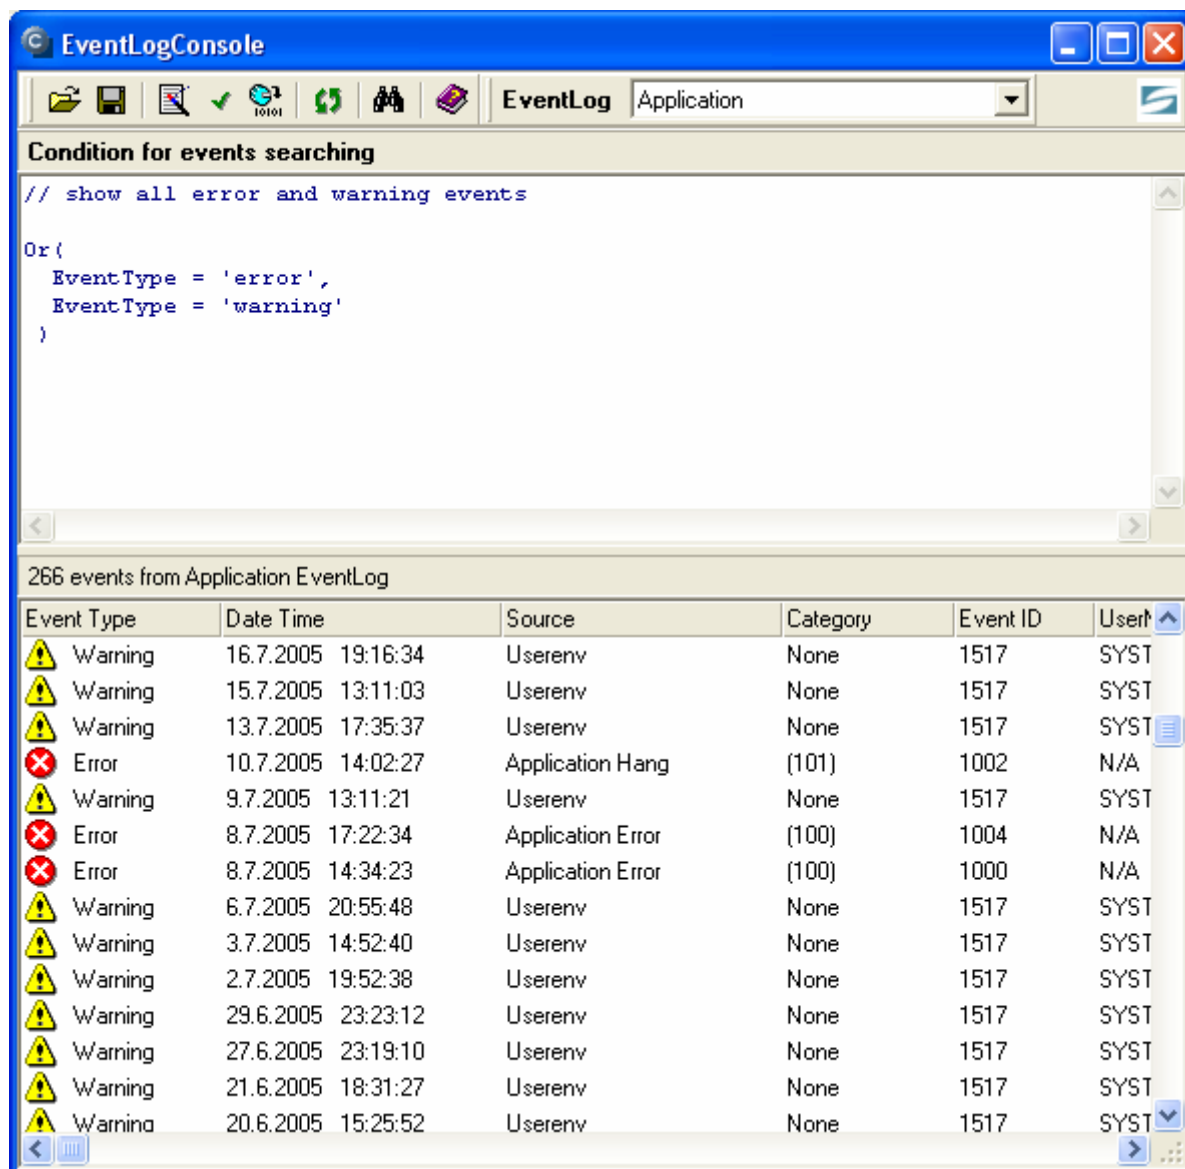 EventLogConsole
EventLog Application
Condition for events searching
// show all error and warning events
Or(
EventType = 'error',
EventType = 'warning'
)
266 events from Application EventLog
Event Type Date Time Source Category Event ID
Warning 16.7.2005 19:16:34 Userenv None 1517 SYST
Warning 15.7.2005 13:11:03 Userenv None 1517 SYST
Warning 13.7.2005 17:35:37 Userenv None 1517 SYST
Error 10.7.2005 14:02:27 Application Hang (101) 1002 N/A
Warning 9.7.2005 13:11:21 Userenv None 1517 SYST
Error 8.7.2005 17:22:34 Application Error (100) 1004 N/A
Error 8.7.2005 14:34:23 Application Error (100) 1000 N/A
Warning 6.7.2005 20:55:48 Userenv None 1517 SYST
Warning 3.7.2005 14:52:40 Userenv None 1517 SYST
Warning 2.7.2005 19:52:38 Userenv None 1517 SYST
Warning 29.6.2005 23:23:12 Userenv None 1517 SYST
Warning 27.6.2005 23:19:10 Userenv None 1517 SYST
Warning 21.6.2005 18:31:27 Userenv None 1517 SYST
Warning 20.6.2005 15:25:52 Userenv None 1517 SYST